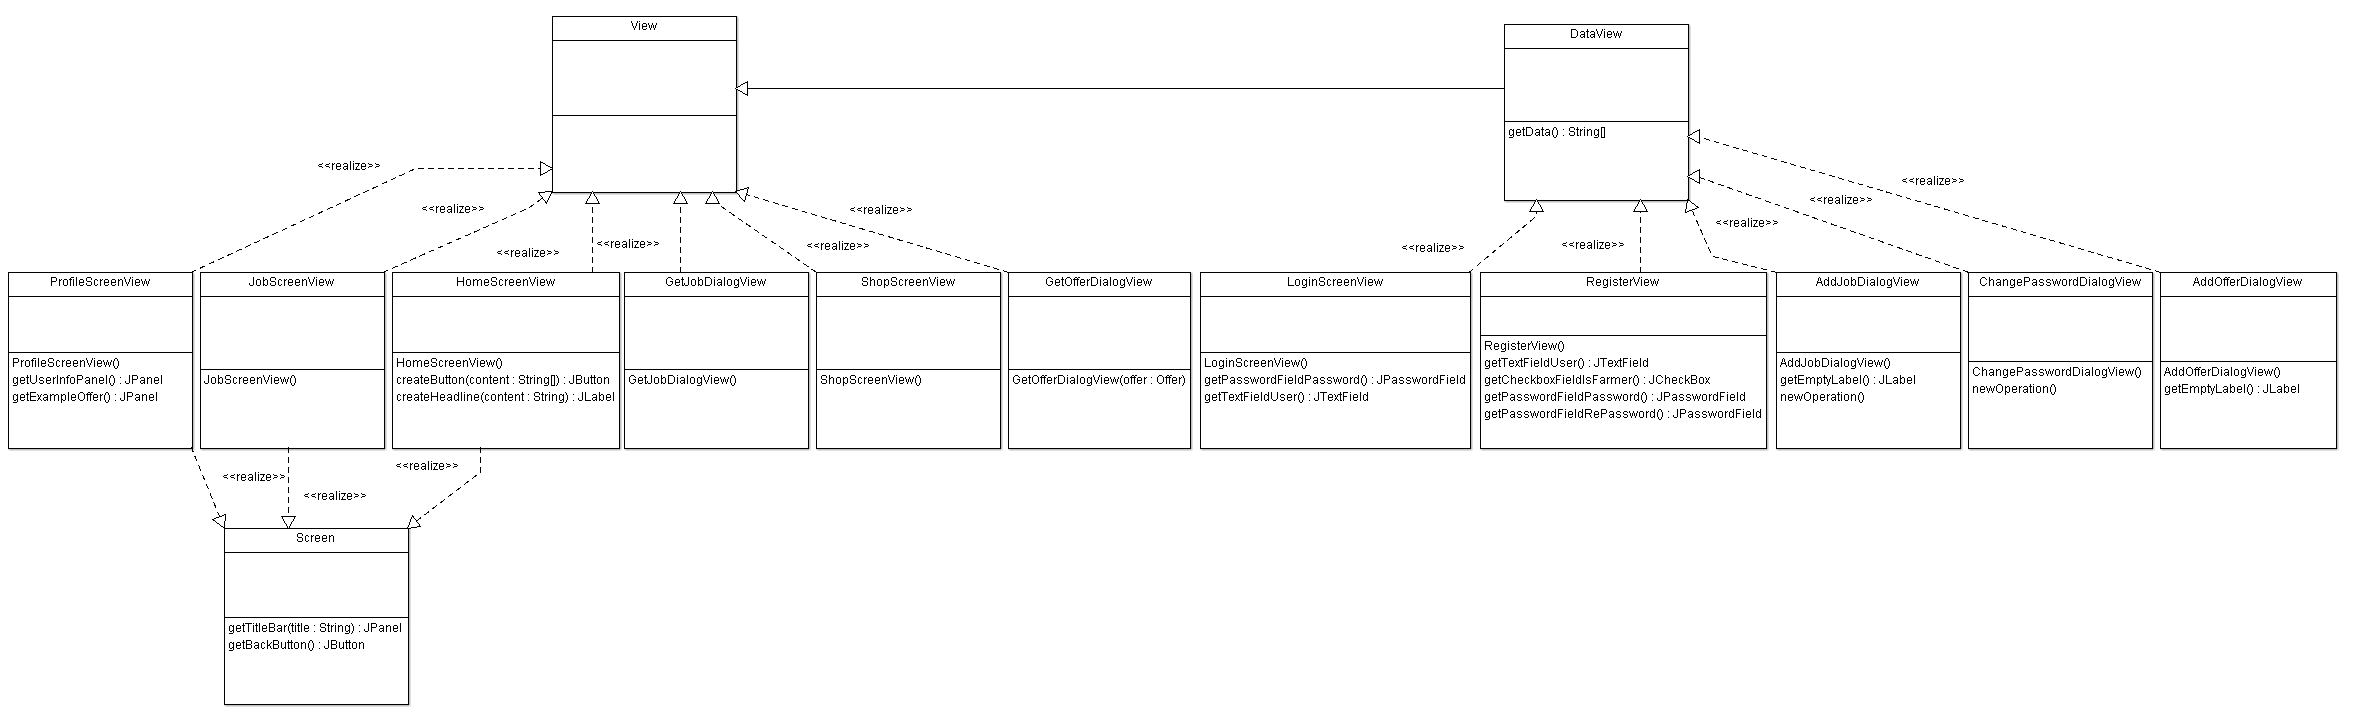 View
DataView
getData() : String[]
<<realize>>
<<realize>>
<<realize>>
<<realize>>
<<realize>>
<<realize>>
<<realize>>
<<realize>>
<<realize>>
<<realize>>
<<realize>>
ProfileScreenView
ProfileScreenView()
getUserInfoPanel() : JPanel
getExampleOffer() : JPanel
JobScreenView
JobScreenView()
HomeScreenView
HomeScreenView()
createButton(content : String[]) : JButton
createHeadline(content : String) : JLabel
GetJobDialogView
GetJobDialogView()
ShopScreenView
ShopScreenView()
GetOfferDialogView
GetOfferDialogView(offer : Offer)
LoginScreenView
LoginScreenView()
getPasswordFieldPassword() : JPasswordField
getTextFieldUser() : JTextField
RegisterView
RegisterView()
getTextFieldUser() : JTextField
getCheckboxFieldIsFarmer() : JCheckBox
getPasswordFieldPassword() : JPasswordField
getPasswordFieldRePassword() : JPasswordField
AddJobDialogView
AddJobDialogView()
getEmptyLabel() : JLabel
newOperation()
ChangePasswordDialogView
ChangePasswordDialogView()
newOperation()
AddOfferDialogView
AddOfferDialogView()
getEmptyLabel() : JLabel
<<realize>>
<<realize>>
<<realize>>
Screen
getTitleBar(title : String) : JPanel
getBackButton() : JButton